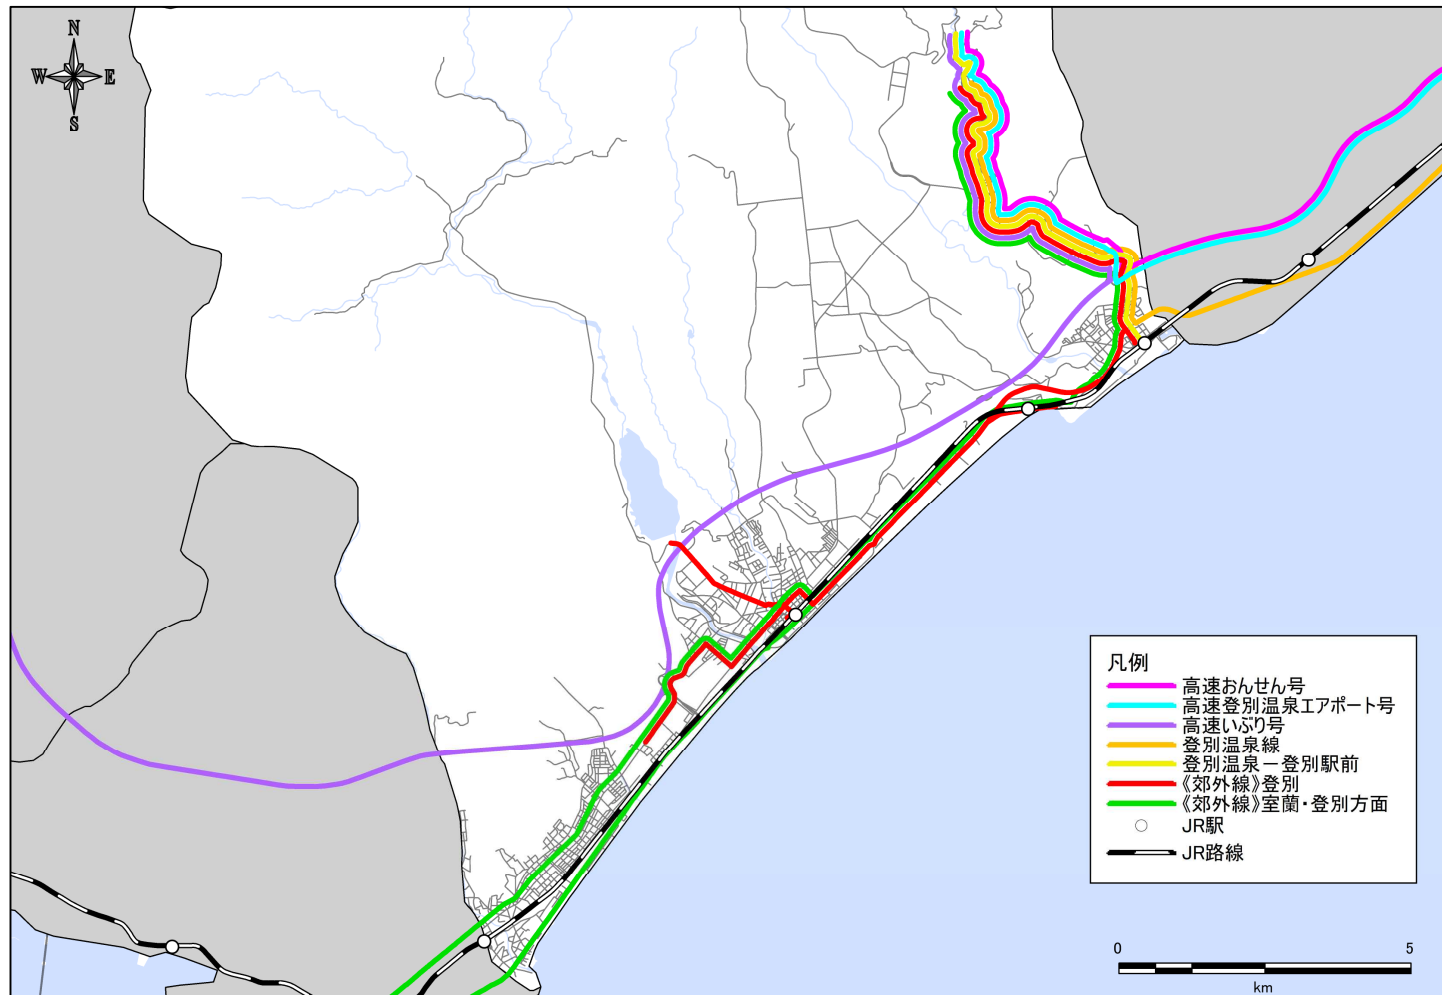 N
W E
S
凡例
高速おんせん号
高速登別温泉エアポート号
高速いぶり号
登別温泉線
登別温泉－登別駅前
《郊外線》登別
《郊外線》室蘭・登別方面
JR駅
JR路線
0 5
km